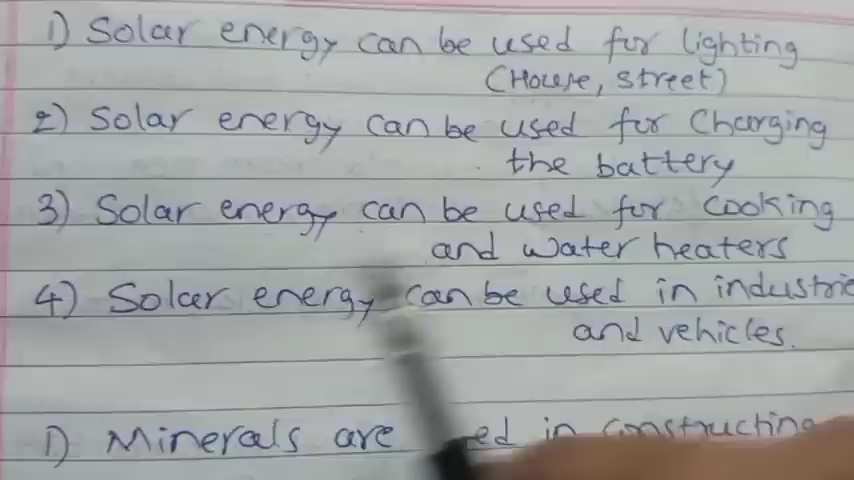 1) Solar energy can be used for lighting
(House, street)
2) Solar energy can be used for charging
the battery
3) Solar energy can be used for cooking
and water heaters
4) Solar energy can be used in industrie
and vehicles.
1) Minerals are in constructing